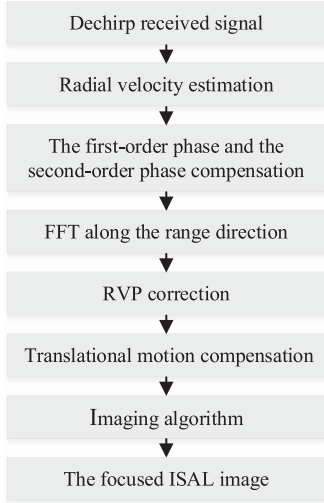 Dechirp received signal
Radial velocity estimation
The first-order phase and the
second-order phase compensation
FFT along the range direction
RVP correction
Translational motion compensation
Imaging algorithm
The focused ISAL image